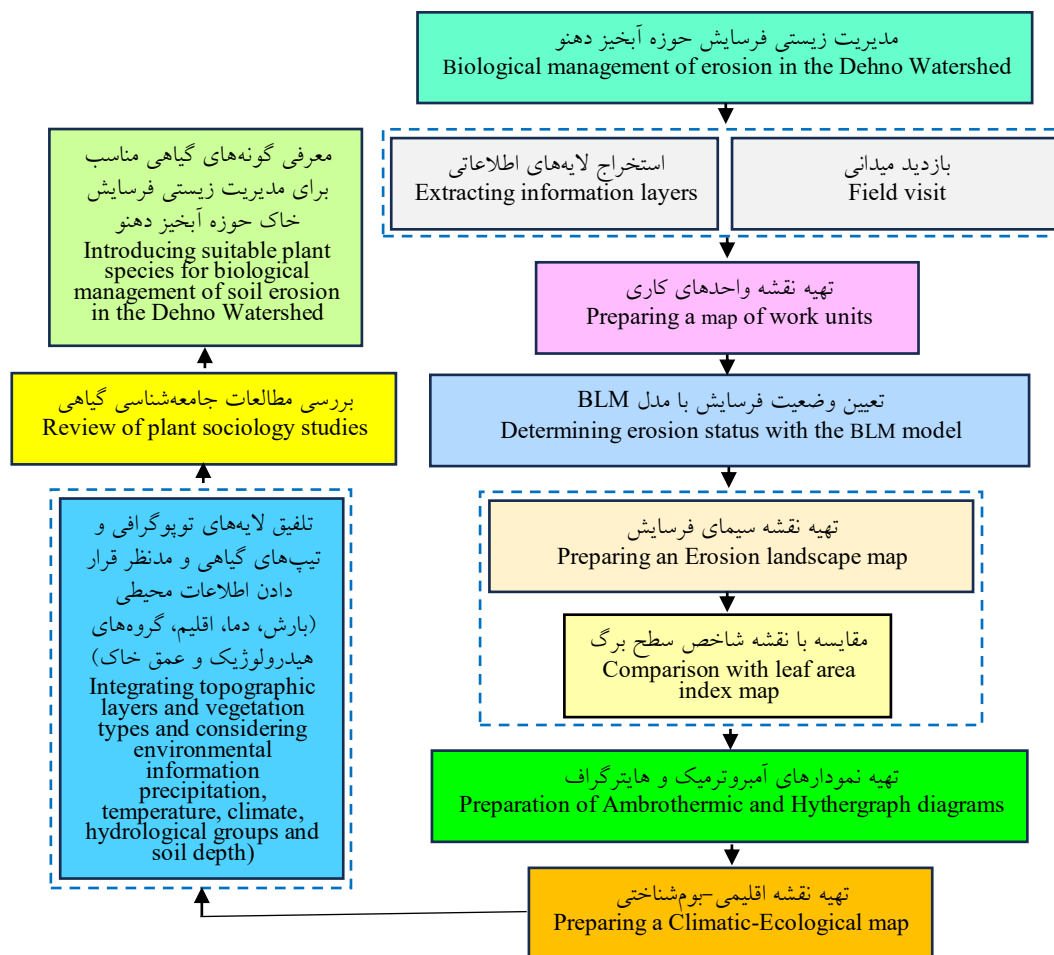 مدیریت زیستی فرسایش حوزه آبخیز دهنو
Biological management of erosion in the Dehno Watershed
استخراج لایه‌های اطلاعاتی
Extracting information layers
بازدید میدانی
Field visit
تهیه نقشه واحدهای کاری
Preparing a map of work units
تعیین وضعیت فرسایش با مدل BLM
Determining erosion status with the BLM model
تهیه نقشه سیمای فرسایش
Preparing an Erosion landscape map
مقایسه با نقشه شاخص سطح برگ
Comparison with leaf area
index map
تهیه نمودارهای آمبروترمیک و هایترگراف
Preparation of Ambrothermic and Hythergraph diagrams
تهیه نقشه اقلیمی-بوم‌شناختی
Preparing a Climatic-Ecological map
تلفیق لایه‌های توپوگرافی و
تیپ‌های گیاهی و مدنظر قرار
دادن اطلاعات محیطی
(بارش، دما، اقلیم، گروه‌های
هیدرولوژیک و عمق خاک)
Integrating topographic
layers and vegetation types
and considering
environmental
information
precipitation,
temperature, climate,
hydrological groups and
soil depth)
بررسی مطالعات جامعه‌شناسی گیاهی
Review of plant sociology studies
معرفی گونه‌های گیاهی مناسب
برای مدیریت زیستی فرسایش
خاک حوزه آبخیز دهنو
Introducing suitable plant
species for biological
management of soil erosion
in the Dehno Watershed